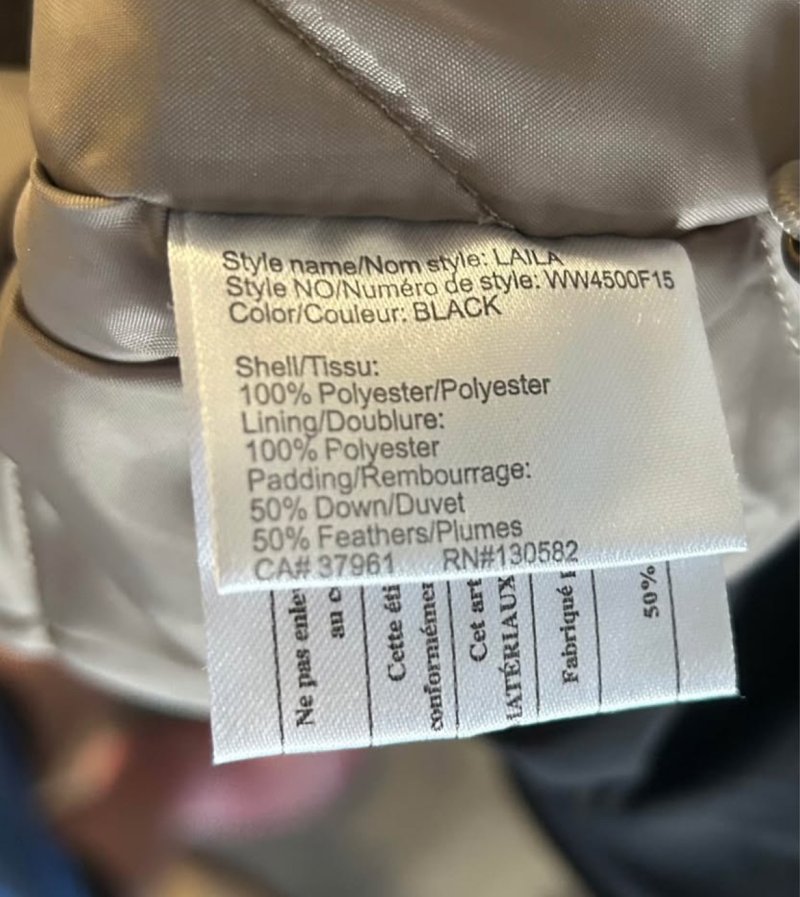 Style name/Nom style: LAILA
Style NO/Numéro de style: WW4500F15
Color/Couleur: BLACK
Shell/Tissu:
100% Polyester/Polyester
Lining/Doublure:
100% Polyester
Padding/Rembourrage:
50% Down/Duvet
50% Feathers/Plumes
CA# 37961 RN#130582
Ne pas enle
au c
Cette éti
conformémen
Cet art
MATÉRIAUX
Fabriqué
50%